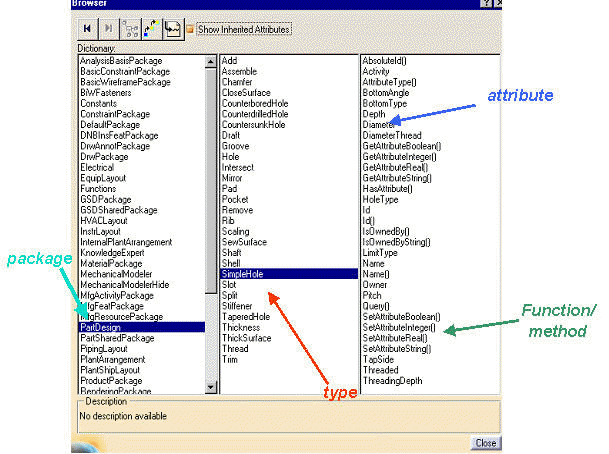 Browser
Show Inherited Attributes
Dictionary:
AnalysisBasisPackage
BasicConstraintPackage
BasicWireframePackage
BiWFasteners
Constants
ConstraintPackage
DefaultPackage
DNBInsFeatPackage
DrwAnnotPackage
DrwPackage
Electrical
EquipLayout
Functions
GSDPackage
GSDSharedPackage
HVACLayout
InstrLayout
InternalPlantArrangement
KnowledgeExpert
MaterialPackage
MechanicalModeler
MechanicalModelerHide
MfgActivityPackage
MfgFeatPackage
MfgResourcePackage
PartDesign
PartSharedPackage
PipingLayout
PlantArrangement
PlantShipLayout
ProductPackage
RenderingPackage
Add
Assemble
Chamfer
CloseSurface
CounterboredHole
CounterdrilledHole
CountersunkHole
Draft
Groove
Hole
Intersect
Mirror
Pad
Pocket
Remove
Rib
Scaling
SewSurface
Shaft
Shell
SimpleHole
Slot
Split
Stiffener
TaperedHole
Thickness
ThickSurface
Thread
Trim
AbsoluteId()
Activity
AttributeType()
BottomAngle
BottomType
Depth
Diameter
DiameterThread
GetAttributeBoolean()
GetAttributeInteger()
GetAttributeReal()
GetAttributeString()
HasAttribute()
HoleType
Id
Id()
IsOwnedBy()
IsOwnedByString()
LimitType
Name
Name()
Owner
Pitch
Query()
SetAttributeBoolean()
SetAttributeInteger()
SetAttributeReal()
SetAttributeString()
TapSide
Threaded
ThreadingDepth
attribute
package
Function/
method
type
Description
No description available
Close